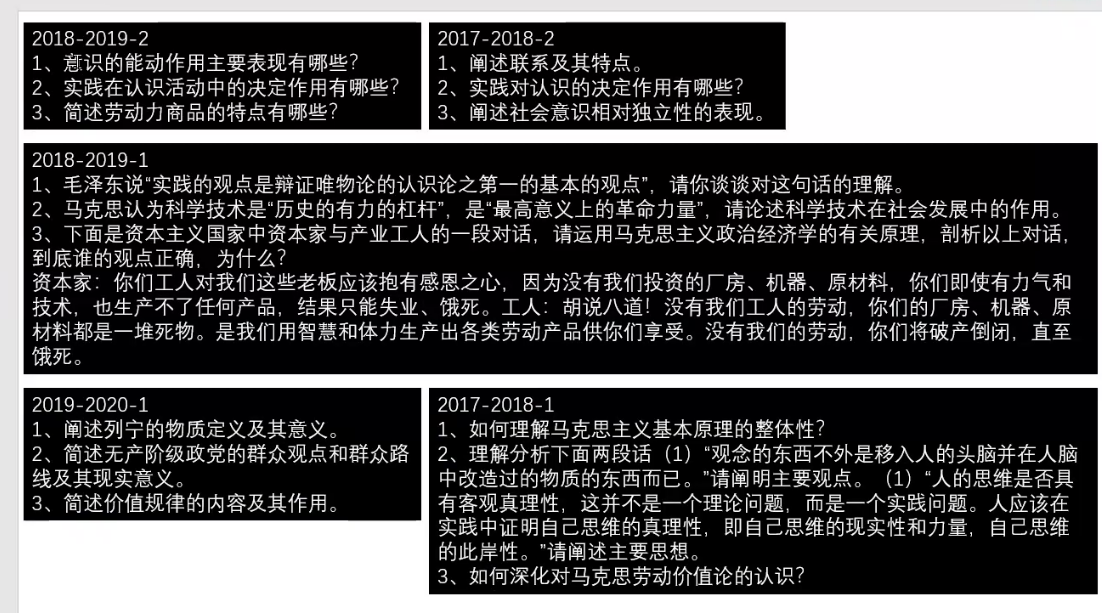 2018-2019-2
1、意识的能动作用主要表现有哪些？
2、实践在认识活动中的决定作用有哪些？
3、简述劳动力商品的特点有哪些？
2017-2018-2
1、阐述联系及其特点。
2、实践对认识的决定作用有哪些？
3、阐述社会意识相对独立性的表现。
2018-2019-1
1、毛泽东说“实践的观点是辩证唯物论的认识论之第一的基本的观点”，请你谈谈对这句话的理解。
2、马克思认为科学技术是“历史的有力的杠杆”，是“最高意义上的革命力量”，请论述科学技术在社会发展中的作用。
3、下面是资本主义国家中资本家与产业工人的一段对话，请运用马克思主义政治经济学的有关原理，剖析以上对话，
到底谁的观点正确，为什么？
资本家：你们工人对我们这些老板应该抱有感恩之心，因为没有我们投资的厂房、机器、原材料，你们即使有力气和
技术，也生产不了任何产品，结果只能失业、饿死。工人：胡说八道！没有我们工人的劳动，你们的厂房、机器、原
材料都是一堆死物。是我们用智慧和体力生产出各类劳动产品供你们享受。没有我们的劳动，你们将破产倒闭，直至
饿死。
2019-2020-1
1、阐述列宁的物质定义及其意义。
2、简述无产阶级政党的群众观点和群众路
线及其现实意义。
3、简述价值规律的内容及其作用。
2017-2018-1
1、如何理解马克思主义基本原理的整体性？
2、理解分析下面两段话（1）“观念的东西不外是移入人的头脑并在人脑
中改造过的物质的东西而已。”请阐明主要观点。（1）“人的思维是否具
有客观真理性，这并不是一个理论问题，而是一个实践问题。人应该在
实践中证明自己思维的真理性，即自己思维的现实性和力量，自己思维
的此岸性。”请阐述主要思想。
3、如何深化对马克思劳动价值论的认识？